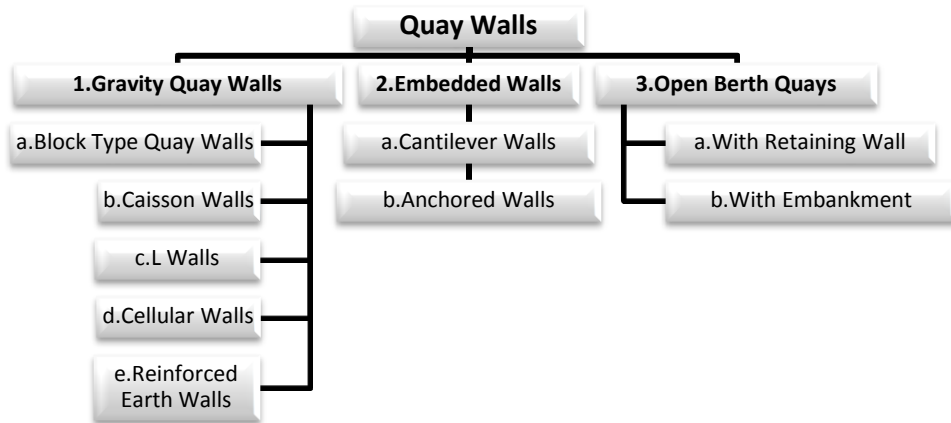 Quay Walls
1.Gravity Quay Walls
a.Block Type Quay Walls
b.Caisson Walls
c.L Walls
d.Cellular Walls
e.Reinforced
Earth Walls
2.Embedded Walls
a.Cantilever Walls
b.Anchored Walls
3.Open Berth Quays
a.With Retaining Wall
b.With Embankment